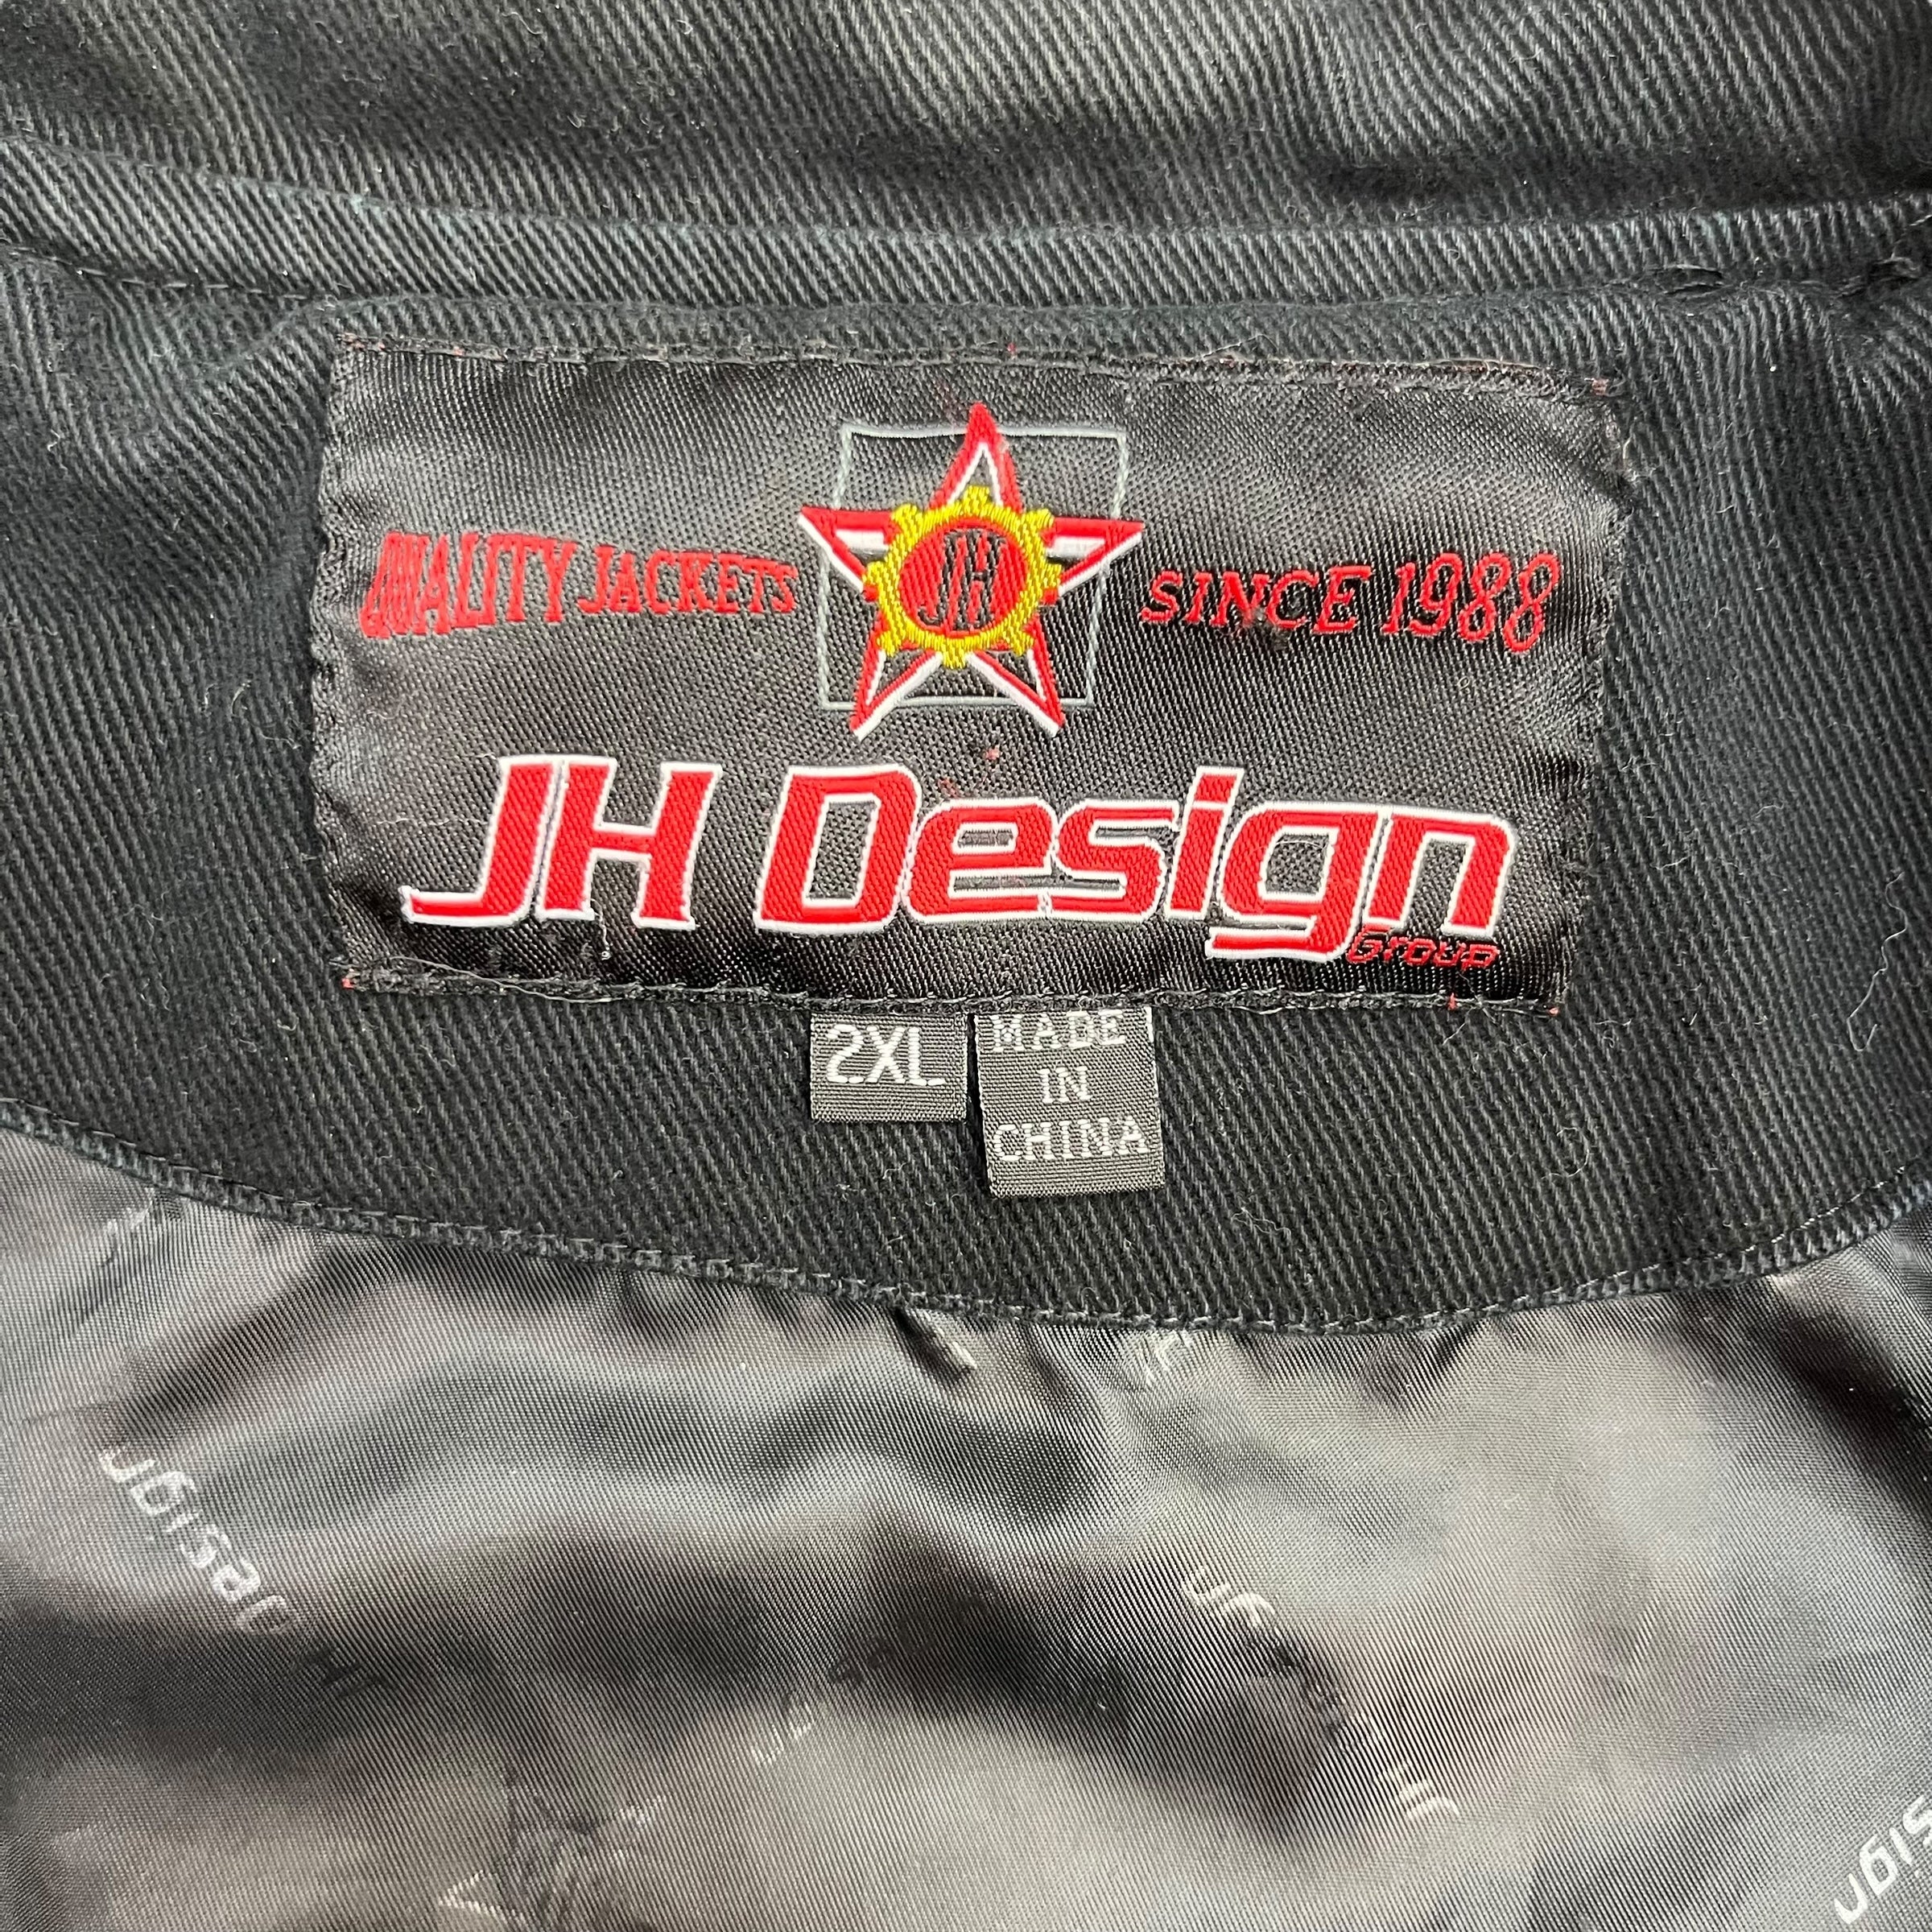 QUALITY JACKETS
JH
SINCE 1988
JH Design
Group
2XL
MADE
IN
CHINA